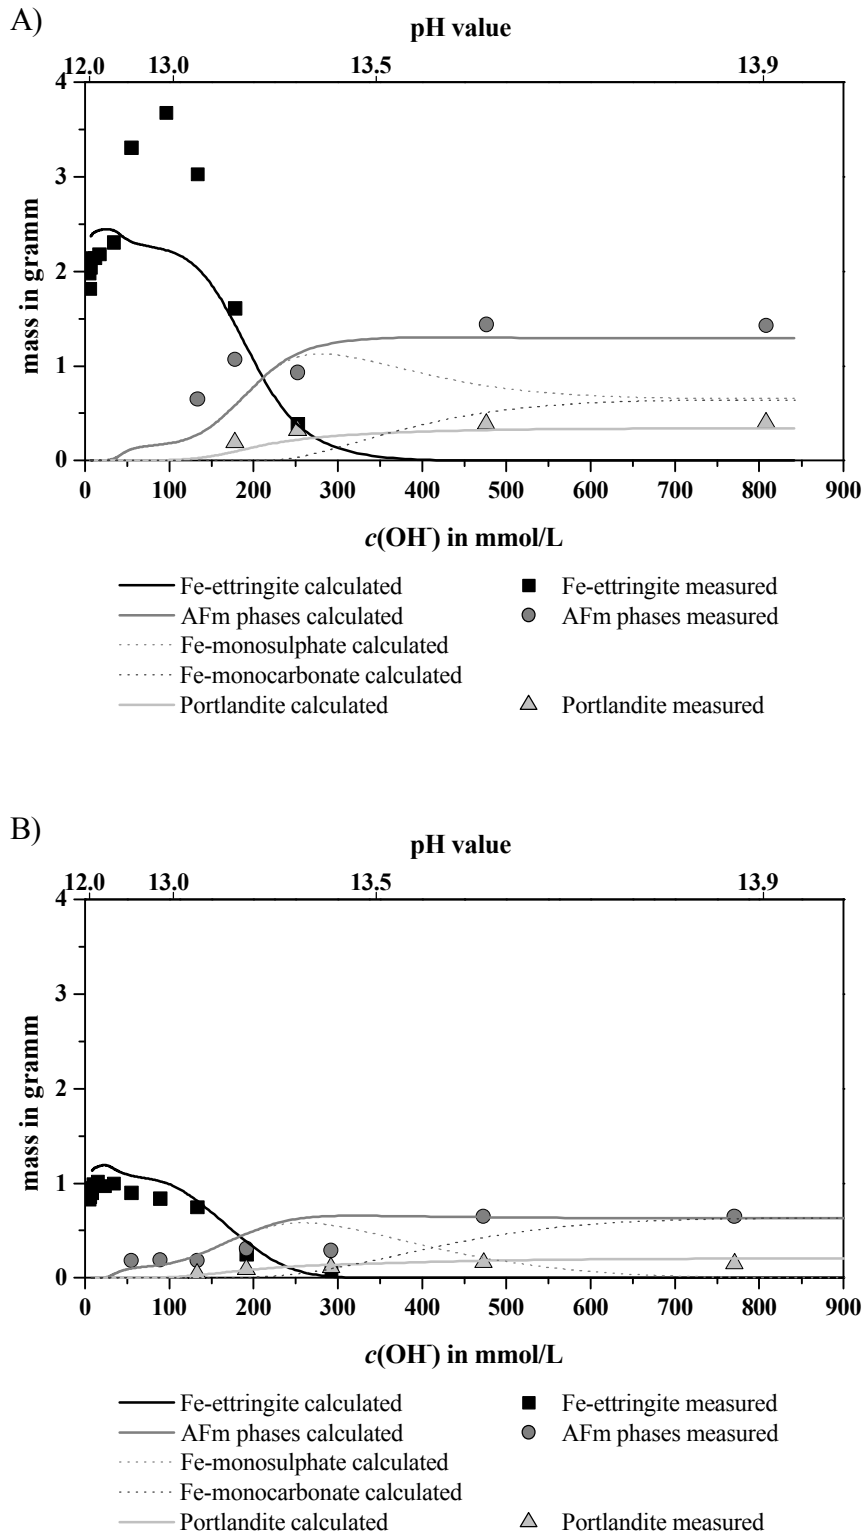 A)
pH value
12.0 13.0 13.5 13.9
4
3
2
1
0
mass in gramm
0 100 200 300 400 500 600 700 800 900
c(OH⁻) in mmol/L
Fe-ettringite calculated Fe-ettringite measured
AFm phases calculated AFm phases measured
Fe-monosulphate calculated
Fe-monocarbonate calculated
Portlandite calculated Portlandite measured
B)
pH value
12.0 13.0 13.5 13.9
4
3
2
1
0
mass in gramm
0 100 200 300 400 500 600 700 800 900
c(OH⁻) in mmol/L
Fe-ettringite calculated Fe-ettringite measured
AFm phases calculated AFm phases measured
Fe-monosulphate calculated
Fe-monocarbonate calculated
Portlandite calculated Portlandite measured